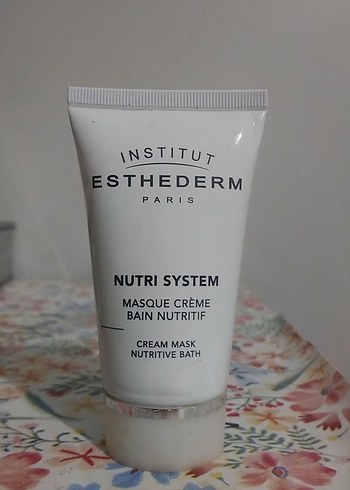 INSTITUT
ESTHEDERM
PARIS
NUTRI SYSTEM
MASQUE CRÈME
BAIN NUTRITIF
CREAM MASK
NUTRITIVE BATH